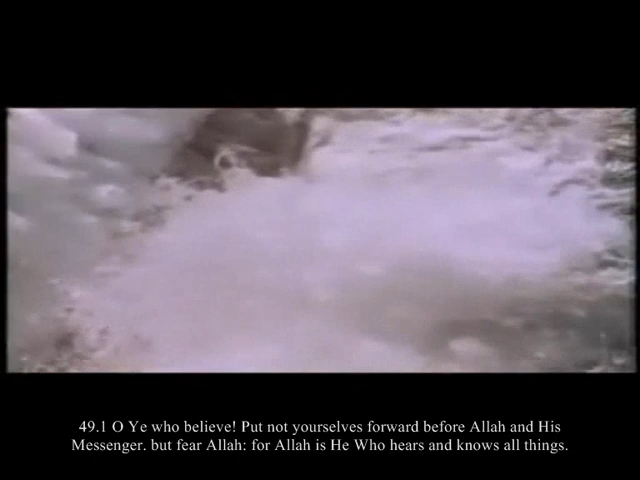 49.1 O Ye who believe! Put not yourselves forward before Allah and His
Messenger. but fear Allah: for Allah is He Who hears and knows all things.